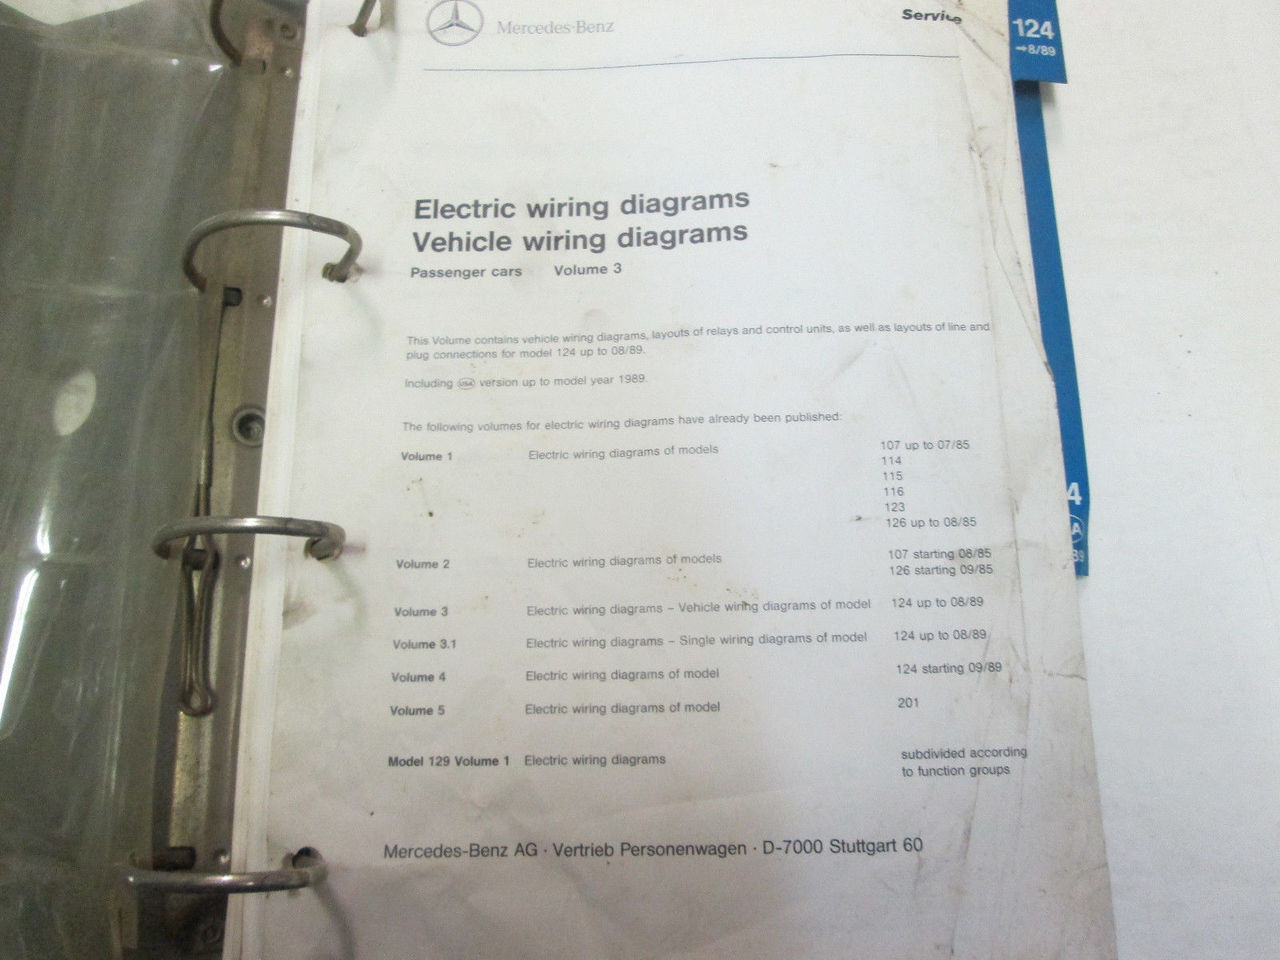 Mercedes-Benz
Service
124
→8/89
Electric wiring diagrams
Vehicle wiring diagrams
Passenger cars Volume 3
This Volume contains vehicle wiring diagrams, layouts of relays and control units, as well as layouts of line and
plug connections for model 124 up to 08/89.
Including USA version up to model year 1989.
The following volumes for electric wiring diagrams have already been published:
Volume 1 Electric wiring diagrams of models 107 up to 07/85
114
115
116
123
126 up to 08/85
Volume 2 Electric wiring diagrams of models 107 starting 08/85
126 starting 09/85
Volume 3 Electric wiring diagrams – Vehicle wiring diagrams of model 124 up to 08/89
Volume 3.1 Electric wiring diagrams – Single wiring diagrams of model 124 up to 08/89
Volume 4 Electric wiring diagrams of model 124 starting 09/89
Volume 5 Electric wiring diagrams of model 201
Model 129 Volume 1 Electric wiring diagrams subdivided according
to function groups
Mercedes-Benz AG · Vertrieb Personenwagen · D-7000 Stuttgart 60
4
A
89